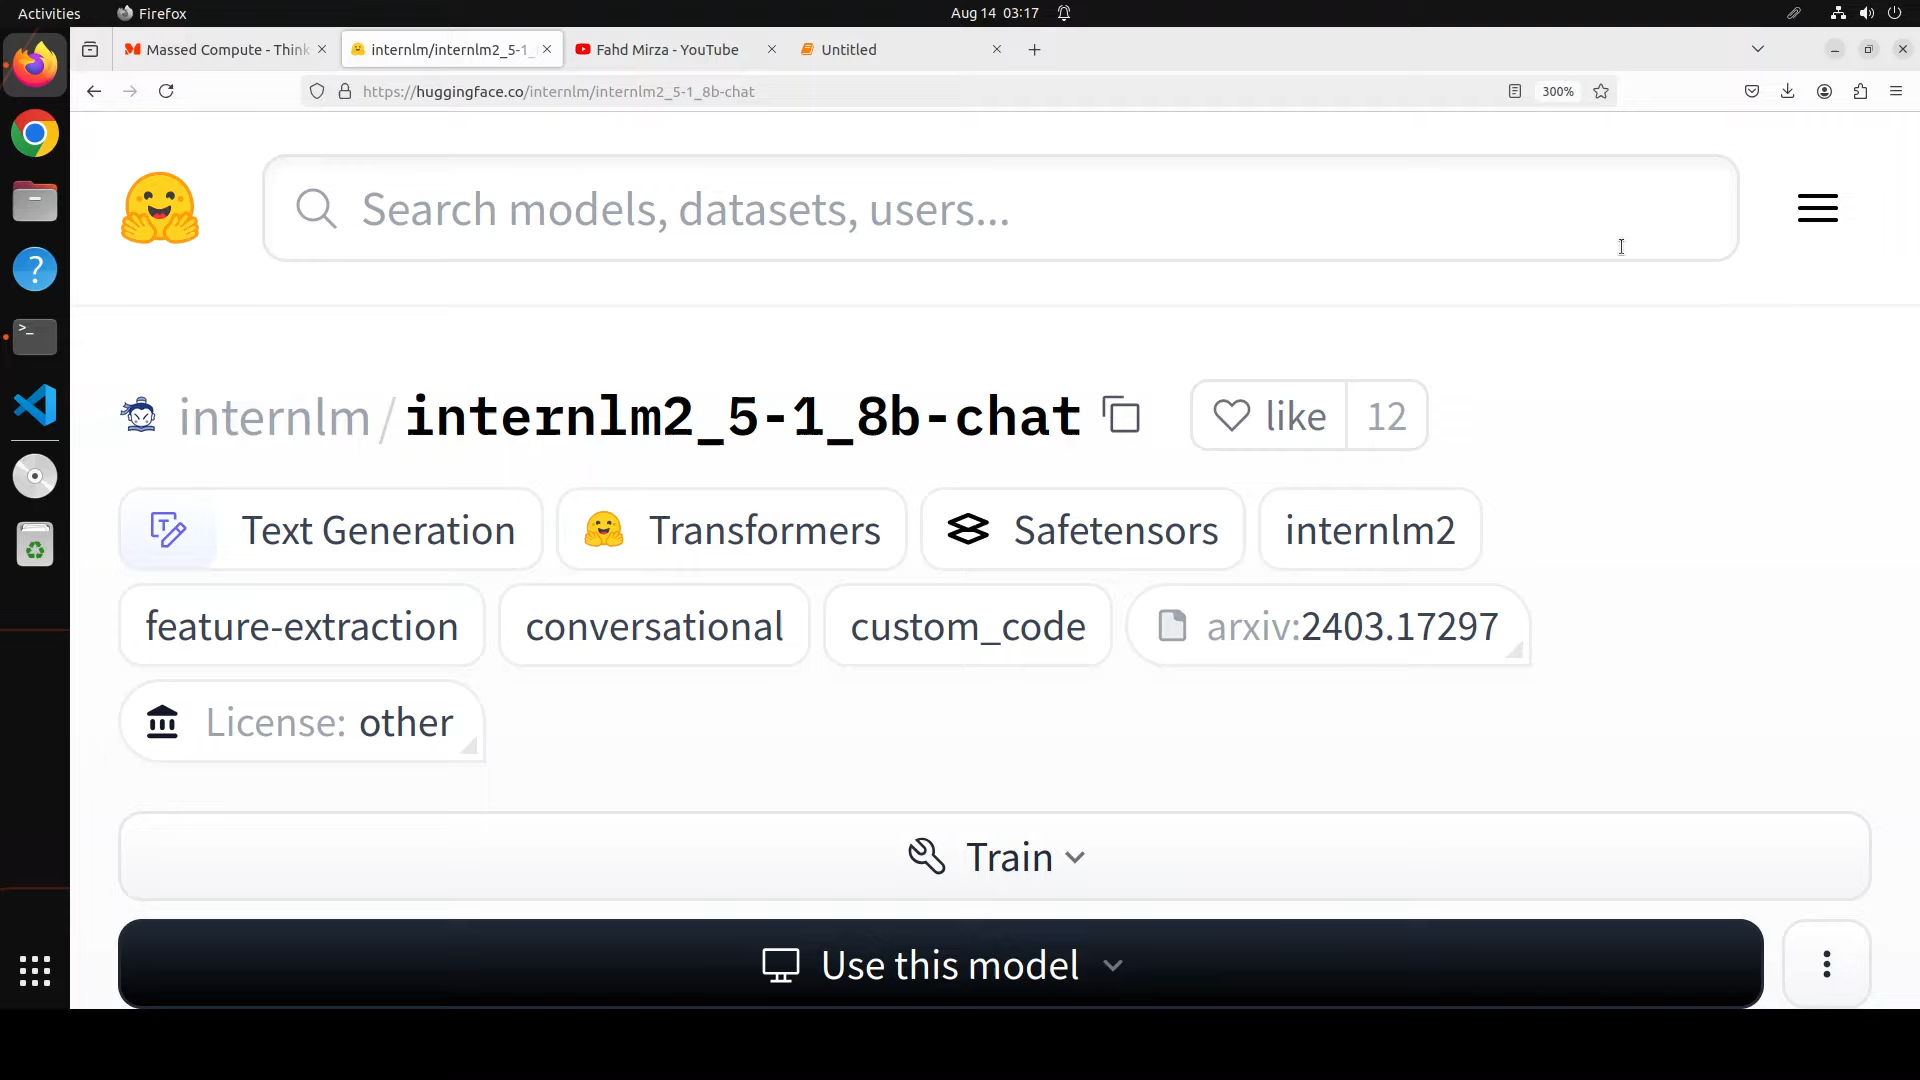 Activities Firefox Aug 14 03:17
Massed Compute - Think internlm/internlm2_5-1_ Fahd Mirza - YouTube Untitled
https://huggingface.co/internlm/internlm2_5-1_8b-chat 300%
Search models, datasets, users...
internlm/internlm2_5-1_8b-chat like 12
Text Generation Transformers Safetensors internlm2
feature-extraction conversational custom_code arxiv:2403.17297
License: other
Train
Use this model